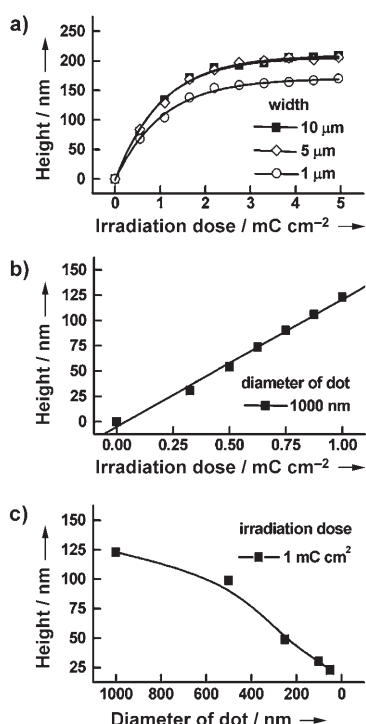 a)
250
200
150
100
50
0
Height / nm
width
10 µm
5 µm
1 µm
0 1 2 3 4 5
Irradiation dose / mC cm⁻²
b)
150
125
100
75
50
25
0
Height / nm
diameter of dot
1000 nm
0.00 0.25 0.50 0.75 1.00
Irradiation dose / mC cm⁻²
c)
150
125
100
75
50
25
Height / nm
irradiation dose
1 mC cm²
1000 800 600 400 200 0
Diameter of dot / nm